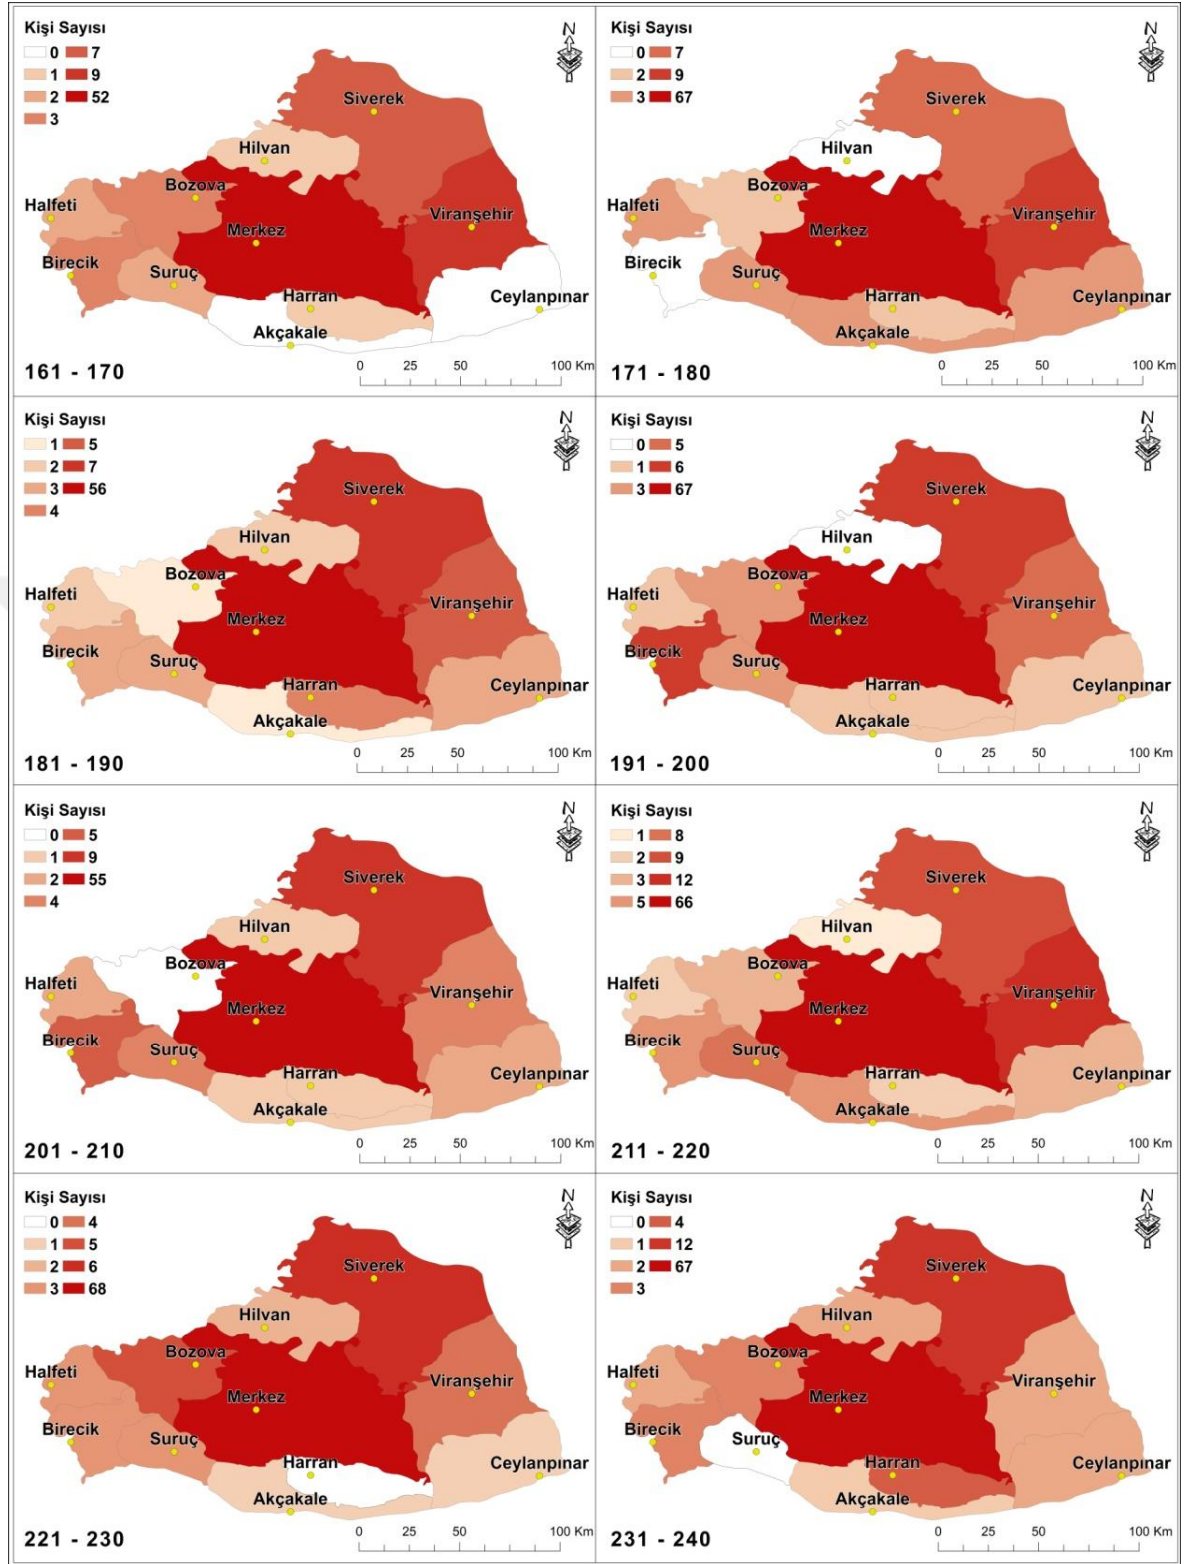 Kişi Sayısı
0 7
1 9
2 52
3
N
Siverek
Hilvan
Bozova
Halfeti
Viranşehir
Merkez
Birecik
Suruç
Harran
Ceylanpınar
Akçakale
161 - 170
0 25 50 100 Km
Kişi Sayısı
0 7
2 9
3 67
N
Siverek
Hilvan
Bozova
Halfeti
Viranşehir
Merkez
Birecik
Suruç
Harran
Ceylanpınar
Akçakale
171 - 180
0 25 50 100 Km
Kişi Sayısı
1 5
2 7
3 56
4
N
Siverek
Hilvan
Bozova
Halfeti
Viranşehir
Merkez
Birecik
Suruç
Harran
Ceylanpınar
Akçakale
181 - 190
0 25 50 100 Km
Kişi Sayısı
0 5
1 6
3 67
N
Siverek
Hilvan
Bozova
Halfeti
Viranşehir
Merkez
Birecik
Suruç
Harran
Ceylanpınar
Akçakale
191 - 200
0 25 50 100 Km
Kişi Sayısı
0 5
1 9
2 55
4
N
Siverek
Hilvan
Bozova
Halfeti
Viranşehir
Merkez
Birecik
Suruç
Harran
Ceylanpınar
Akçakale
201 - 210
0 25 50 100 Km
Kişi Sayısı
1 8
2 9
3 12
5 66
N
Siverek
Hilvan
Bozova
Halfeti
Viranşehir
Merkez
Birecik
Suruç
Harran
Ceylanpınar
Akçakale
211 - 220
0 25 50 100 Km
Kişi Sayısı
0 4
1 5
2 6
3 68
N
Siverek
Hilvan
Bozova
Halfeti
Viranşehir
Merkez
Birecik
Suruç
Harran
Ceylanpınar
Akçakale
221 - 230
0 25 50 100 Km
Kişi Sayısı
0 4
1 12
2 67
3
N
Siverek
Hilvan
Bozova
Halfeti
Viranşehir
Merkez
Birecik
Suruç
Harran
Ceylanpınar
Akçakale
231 - 240
0 25 50 100 Km